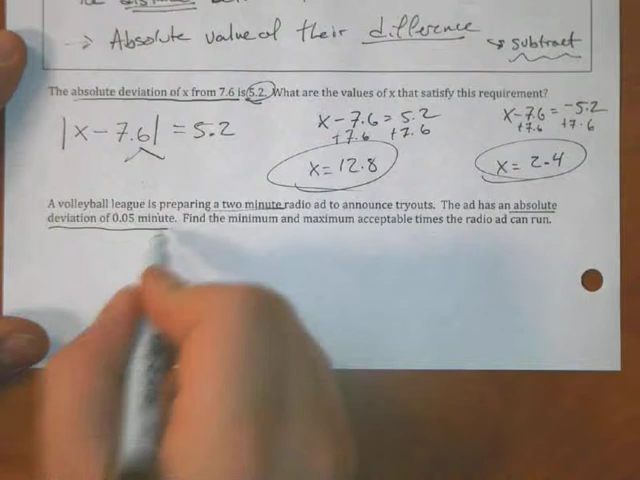 → Absolute value of their difference
↳ subtract
The absolute deviation of x from 7.6 is 5.2. What are the values of x that satisfy this requirement?
|x - 7.6| = 5.2
x - 7.6 = 5.2
+7.6 +7.6
x = 12.8
x - 7.6 = -5.2
+7.6 +7.6
x = 2.4
A volleyball league is preparing a two minute radio ad to announce tryouts. The ad has an absolute
deviation of 0.05 minute. Find the minimum and maximum acceptable times the radio ad can run.